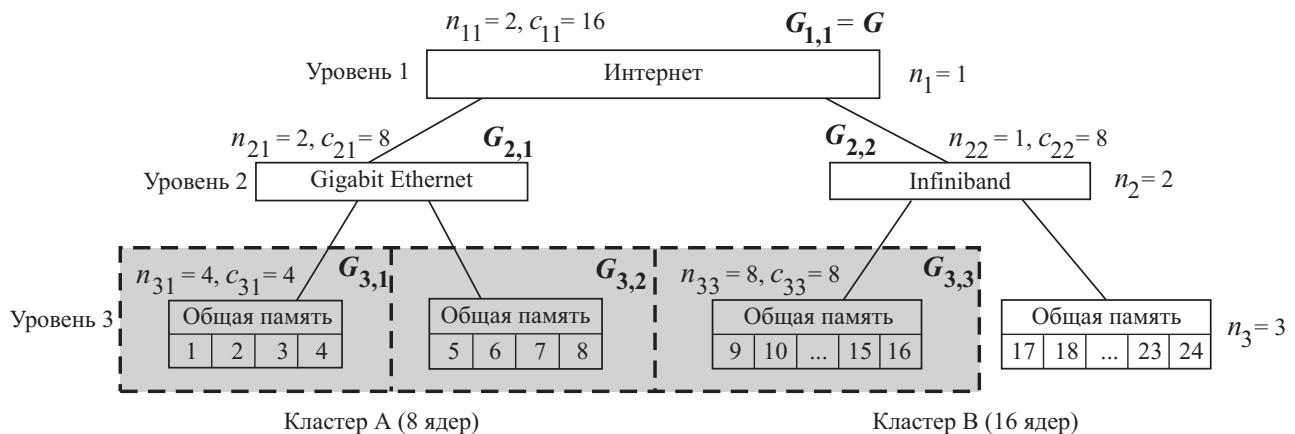 n11 = 2, c11 = 16
G1,1 = G
Уровень 1
Интернет
n1 = 1
n21 = 2, c21 = 8
G2,1
G2,2
n22 = 1, c22 = 8
Уровень 2
Gigabit Ethernet
Infiniband
n2 = 2
n31 = 4, c31 = 4
G3,1
G3,2
n33 = 8, c33 = 8
G3,3
Уровень 3
Общая память
Общая память
Общая память
Общая память
n3 = 3
1 2 3 4
5 6 7 8
9 10 ... 15 16
17 18 ... 23 24
Кластер A (8 ядер)
Кластер B (16 ядер)